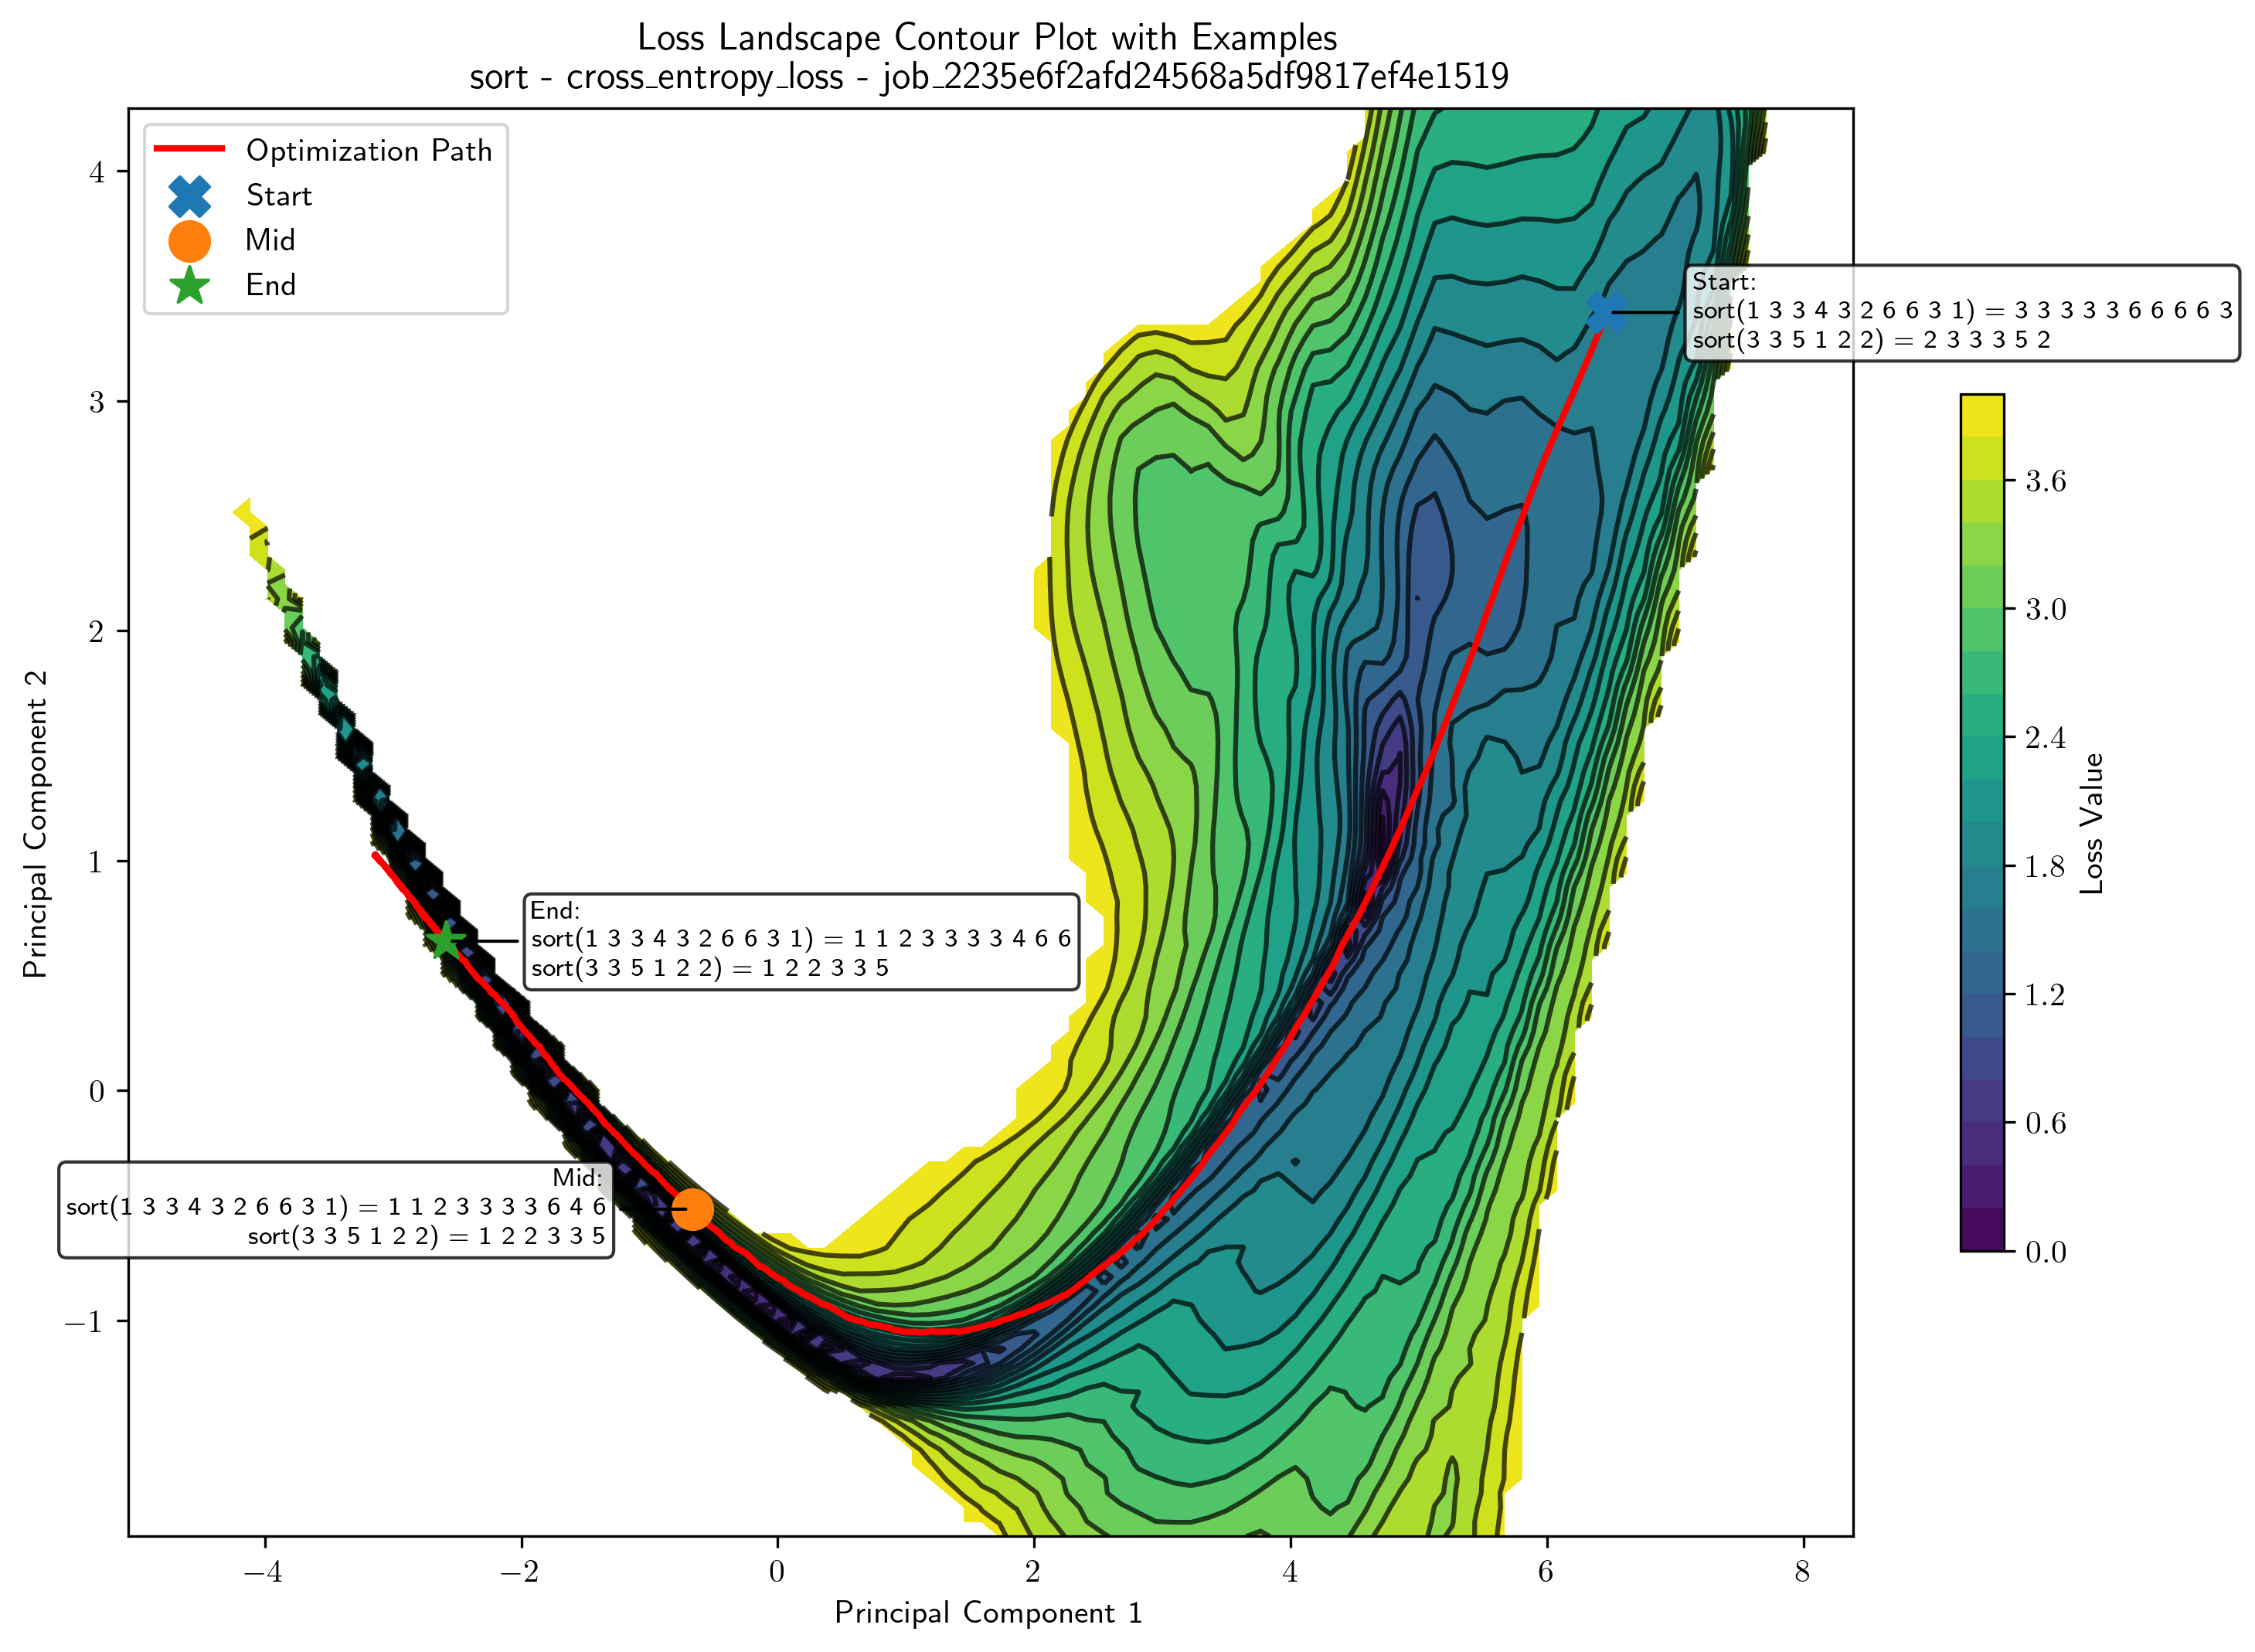 Loss Landscape Contour Plot with Examples
sort - cross_entropy_loss - job_2235e6f2afd24568a5df9817ef4e1519
Optimization Path
Start
Mid
End
4
3
2
1
0
−1
Principal Component 2
Start:
sort(1 3 3 4 3 2 6 6 3 1) = 3 3 3 3 3 6 6 6 6 3
sort(3 3 5 1 2 2) = 2 3 3 3 5 2
End:
sort(1 3 3 4 3 2 6 6 3 1) = 1 1 2 3 3 3 3 4 6 6
sort(3 3 5 1 2 2) = 1 2 2 3 3 5
Mid:
sort(1 3 3 4 3 2 6 6 3 1) = 1 1 2 3 3 3 3 6 4 6
sort(3 3 5 1 2 2) = 1 2 2 3 3 5
−4
−2
0
2
4
6
8
Principal Component 1
3.6
3.0
2.4
1.8
1.2
0.6
0.0
Loss Value